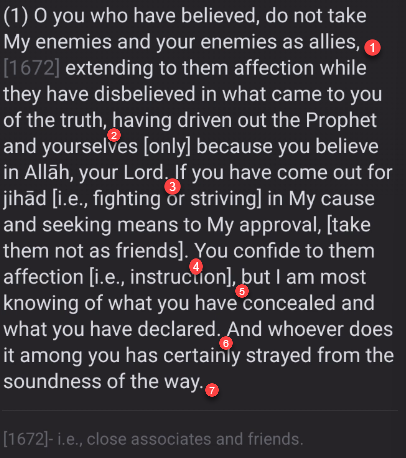 (1) O you who have believed, do not take
My enemies and your enemies as allies, 1
[1672] extending to them affection while
they have disbelieved in what came to you
of the truth, having driven out the Prophet
2
and yourselves [only] because you believe
in Allāh, your Lord. If you have come out for
3
jihād [i.e., fighting or striving] in My cause
and seeking means to My approval, [take
them not as friends]. You confide to them
4
affection [i.e., instruction], but I am most
5
knowing of what you have concealed and
what you have declared. And whoever does
6
it among you has certainly strayed from the
soundness of the way. 7
[1672]- i.e., close associates and friends.